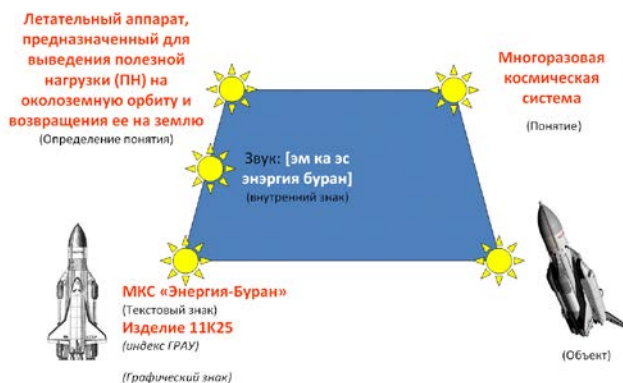 Летательный аппарат,
предназначенный для
выведения полезной
нагрузки (ПН) на
околоземную орбиту и
возвращения ее на землю
(Определение понятия)
Многоразовая
космическая
система
(Понятие)
Звук: [эм ка эс
энэргия буран]
(внутренний знак)
МКС «Энергия-Буран»
(Текстовый знак)
Изделие 11К25
(индекс ГРАУ)
(Графический знак)
(Объект)